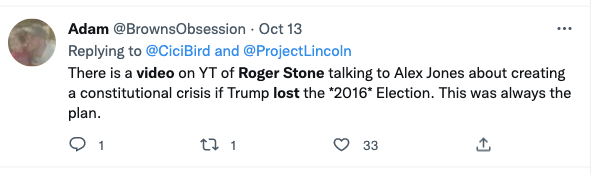 Adam @BrownsObsession · Oct 13
Replying to @CiciBird and @ProjectLincoln
There is a video on YT of Roger Stone talking to Alex Jones about creating
a constitutional crisis if Trump lost the *2016* Election. This was always the
plan.
1 1 33